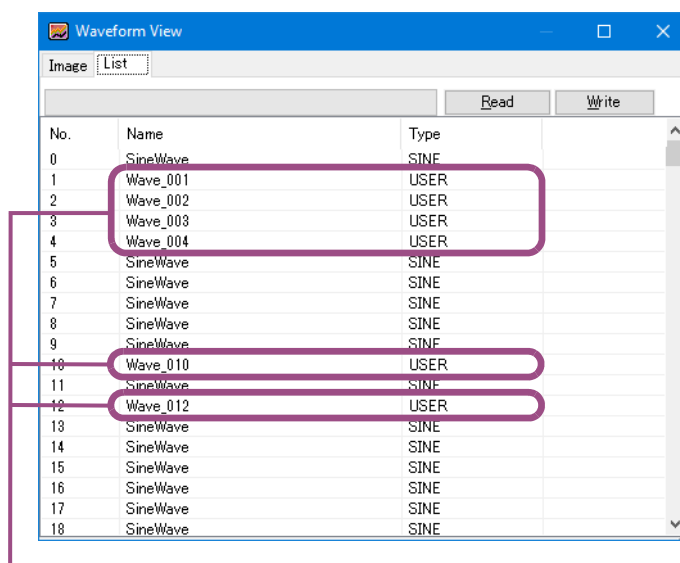 Waveform View
Image List
Read Write
No. Name Type
0 SineWave SINE
1 Wave_001 USER
2 Wave_002 USER
3 Wave_003 USER
4 Wave_004 USER
5 SineWave SINE
6 SineWave SINE
7 SineWave SINE
8 SineWave SINE
9 SineWave SINE
10 Wave_010 USER
11 SineWave SINE
12 Wave_012 USER
13 SineWave SINE
14 SineWave SINE
15 SineWave SINE
16 SineWave SINE
17 SineWave SINE
18 SineWave SINE